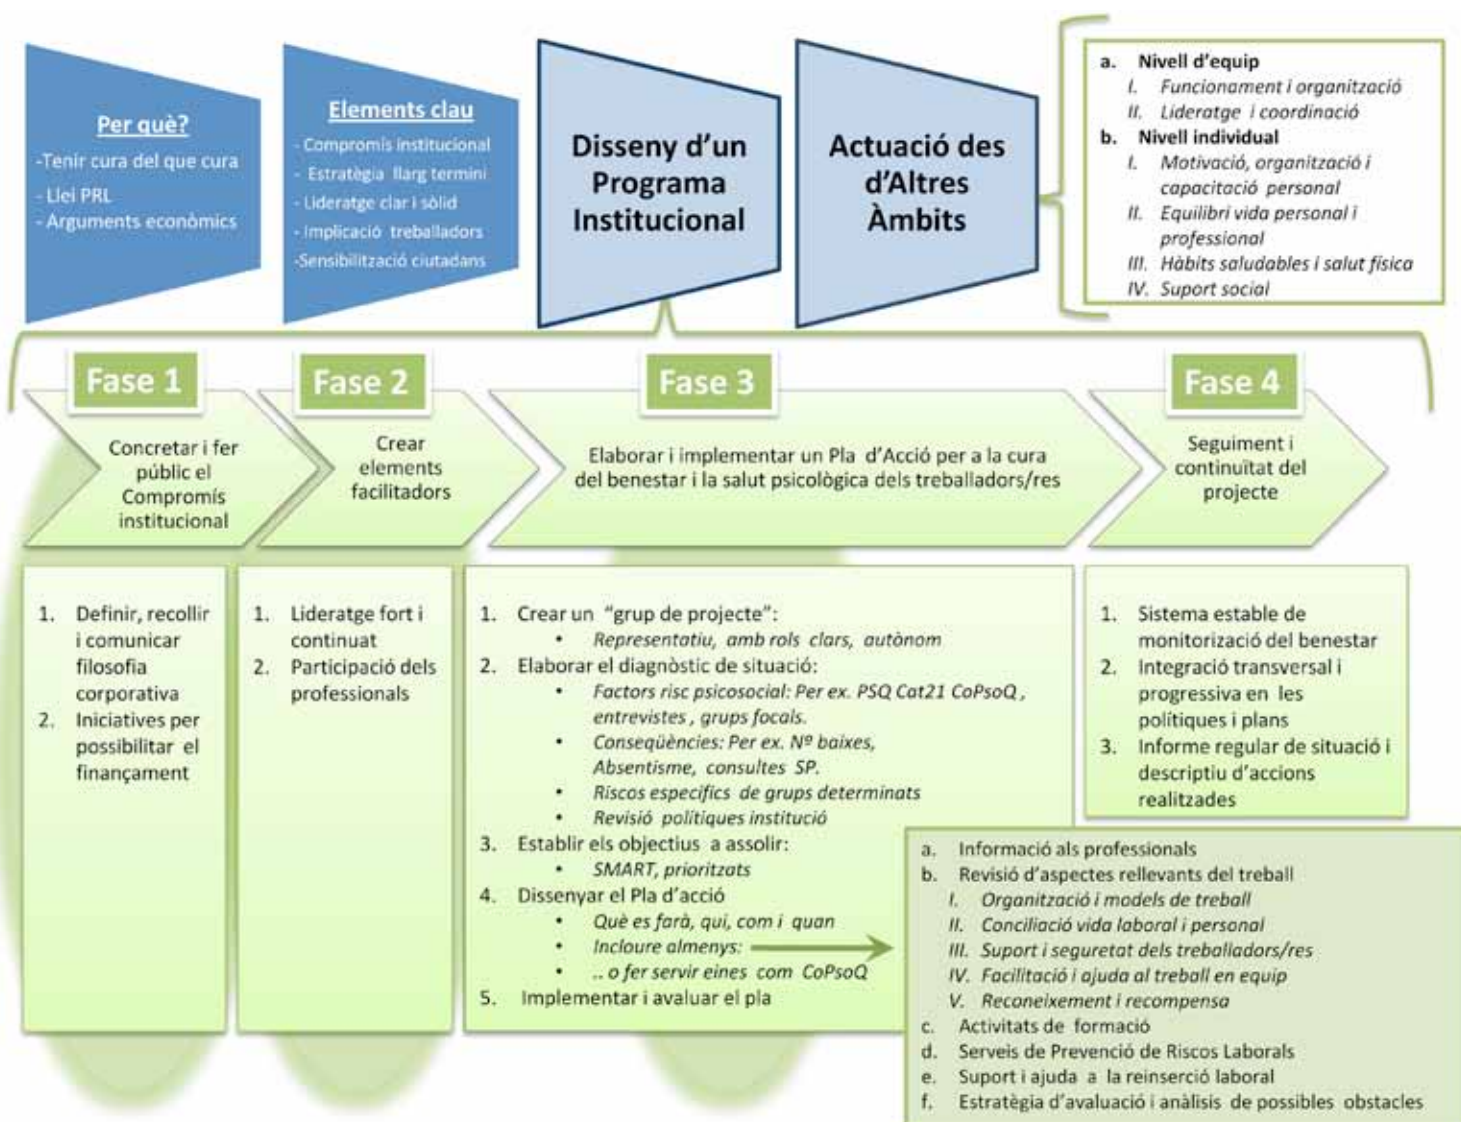 Per què?
-Tenir cura del que cura
- Llei PRL
- Arguments econòmics
Elements clau
- Compromís institucional
- Estratègia llarg termini
- Lideratge clar i sòlid
- Implicació treballadors
-Sensibilització ciutadans
Disseny d'un
Programa
Institucional
Actuació des
d'Altres
Àmbits
a. Nivell d'equip
I. Funcionament i organització
II. Lideratge i coordinació
b. Nivell individual
I. Motivació, organització i
capacitació personal
II. Equilibri vida personal i
professional
III. Hàbits saludables i salut física
IV. Suport social
Fase 1
Concretar i fer
públic el
Compromís
institucional
Fase 2
Crear
elements
facilitadors
Fase 3
Elaborar i implementar un Pla d'Acció per a la cura
del benestar i la salut psicològica dels treballadors/res
Fase 4
Seguiment i
continuïtat del
projecte
1. Definir, recollir
i comunicar
filosofia
corporativa
2. Iniciatives per
possibilitar el
finançament
1. Lideratge fort i
continuat
2. Participació dels
professionals
1. Crear un "grup de projecte":
• Representatiu, amb rols clars, autònom
2. Elaborar el diagnòstic de situació:
• Factors risc psicosocial: Per ex. PSQ Cat21 CoPsoQ ,
entrevistes , grups focals.
• Conseqüències: Per ex. Nº baixes,
Absentisme, consultes SP.
• Riscos específics de grups determinats
• Revisió polítiques institució
3. Establir els objectius a assolir:
• SMART, prioritzats
4. Dissenyar el Pla d'acció
• Què es farà, qui, com i quan
• Incloure almenys:
• .. o fer servir eines com CoPsoQ
5. Implementar i avaluar el pla
1. Sistema estable de
monitorizació del benestar
2. Integració transversal i
progressiva en les
polítiques i plans
3. Informe regular de situació i
descriptiu d'accions
realitzades
a. Informació als professionals
b. Revisió d'aspectes rellevants del treball
I. Organització i models de treball
II. Conciliació vida laboral i personal
III. Suport i seguretat dels treballadors/res
IV. Facilitació i ajuda al treball en equip
V. Reconeixement i recompensa
c. Activitats de formació
d. Serveis de Prevenció de Riscos Laborals
e. Suport i ajuda a la reinserció laboral
f. Estratègia d'avaluació i anàlisis de possibles obstacles